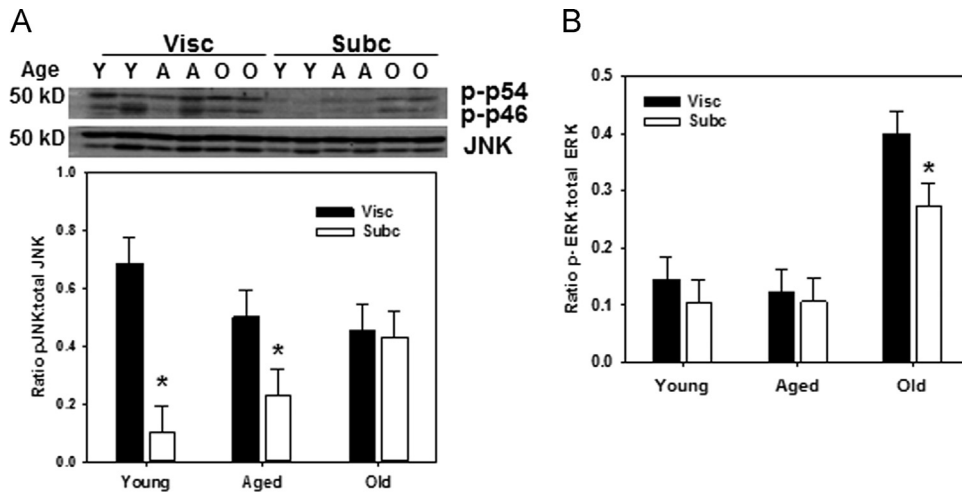 A
Visc Subc
Age Y Y A A O O Y Y A A O O
50 kD p-p54
p-p46
50 kD JNK
1.0
0.8
0.6
0.4
0.2
0.0
Ratio pJNK:total JNK
Visc
Subc
*
*
Young Aged Old
B
0.5
0.4
0.3
0.2
0.1
0.0
Ratio p-ERK:total ERK
Visc
Subc
*
Young Aged Old